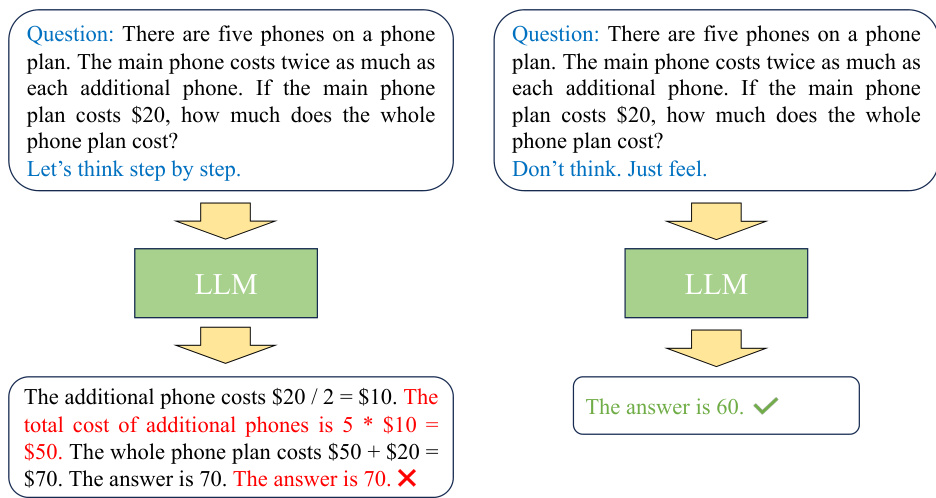 Question: There are five phones on a phone
plan. The main phone costs twice as much as
each additional phone. If the main phone
plan costs $20, how much does the whole
phone plan cost?
Let’s think step by step.
LLM
The additional phone costs $20 / 2 = $10. The
total cost of additional phones is 5 * $10 =
$50. The whole phone plan costs $50 + $20 =
$70. The answer is 70. The answer is 70.
Question: There are five phones on a phone
plan. The main phone costs twice as much as
each additional phone. If the main phone
plan costs $20, how much does the whole
phone plan cost?
Don’t think. Just feel.
LLM
The answer is 60.